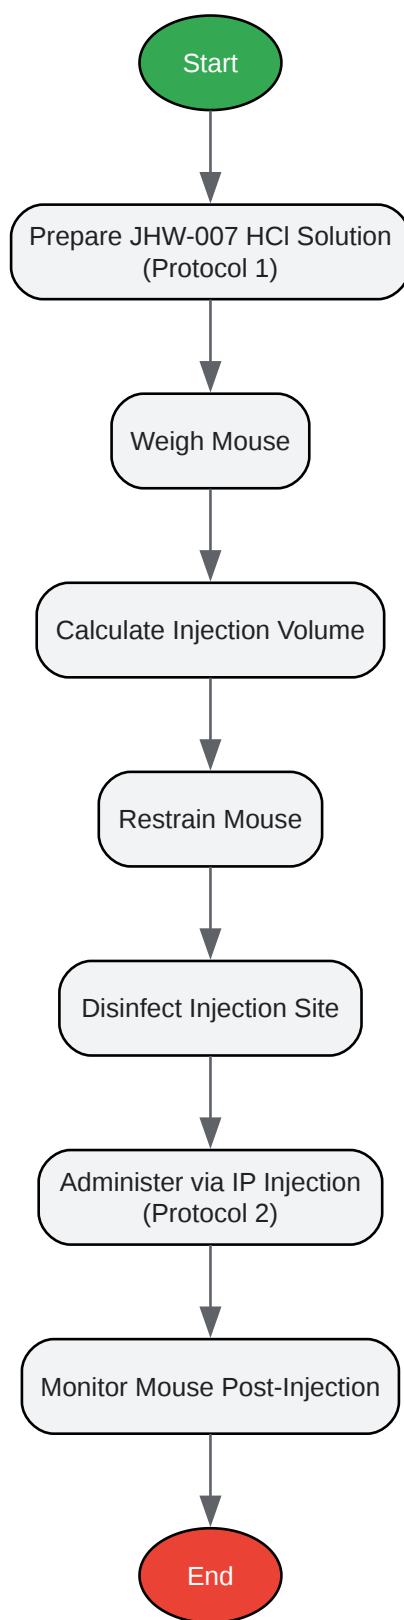 Start
Prepare JHW-007 HCl Solution
(Protocol 1)
Weigh Mouse
Calculate Injection Volume
Restrain Mouse
Disinfect Injection Site
Administer via IP Injection
(Protocol 2)
Monitor Mouse Post-Injection
End